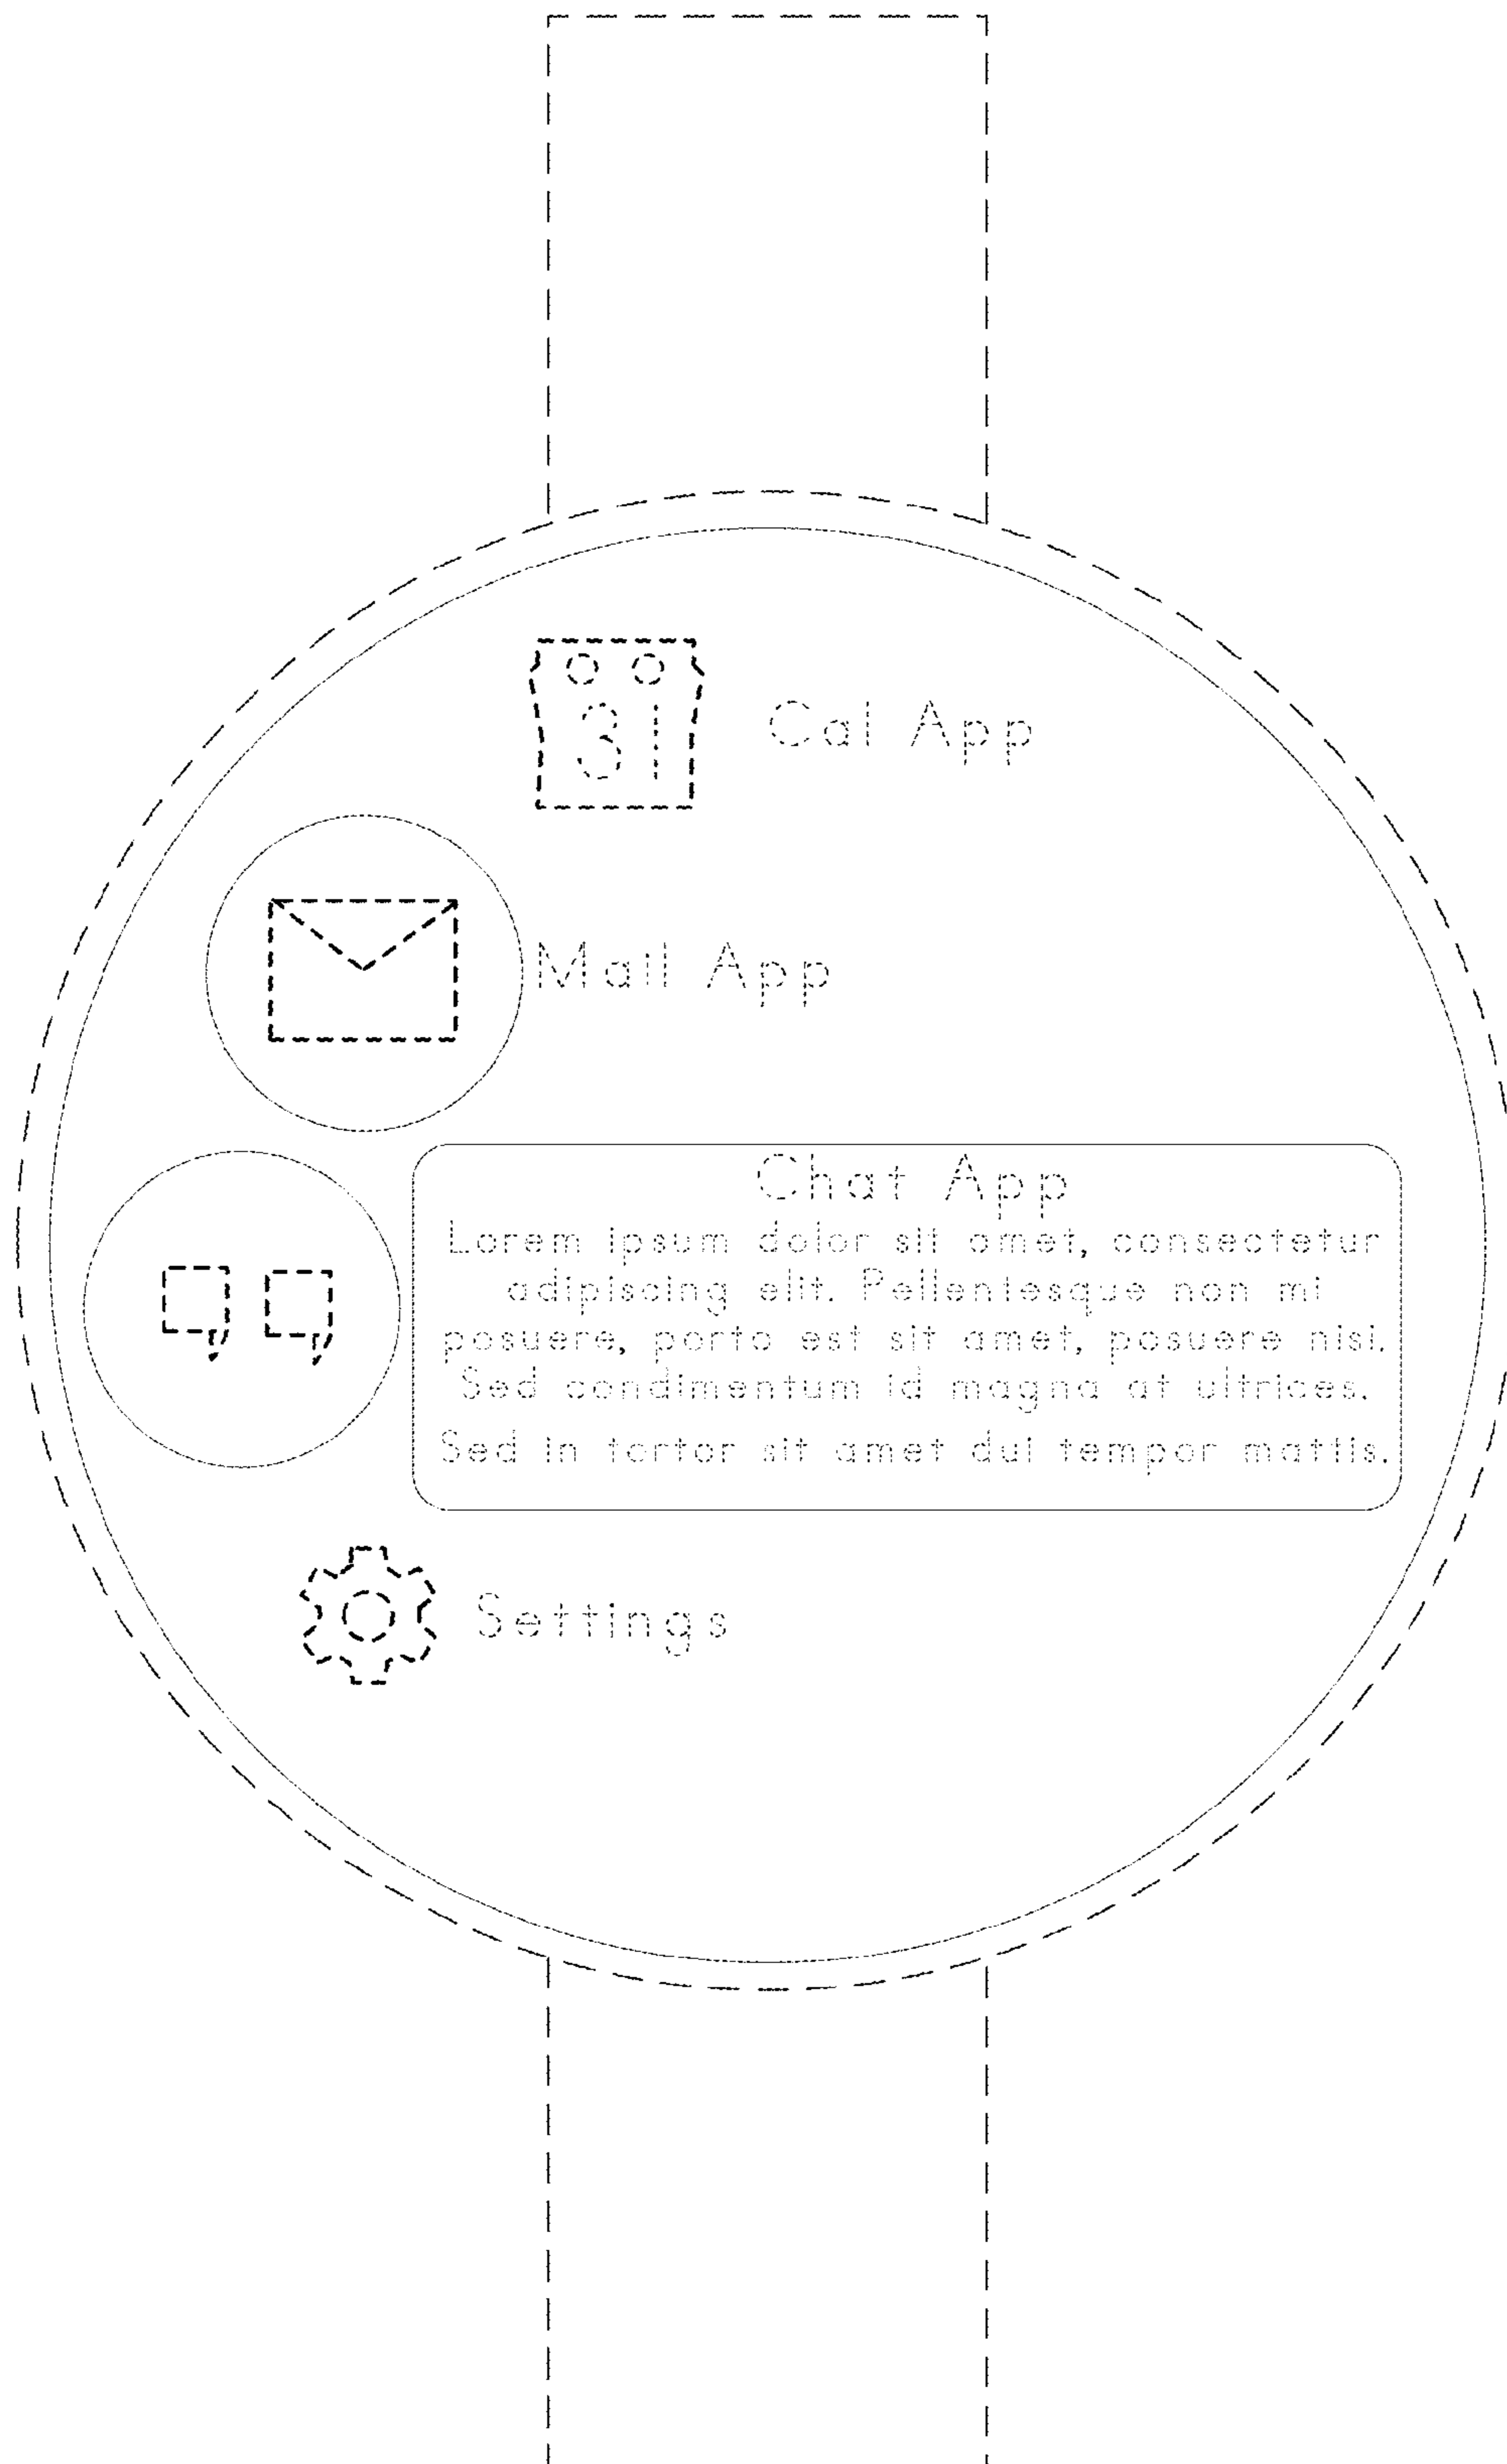 31
Cal App
Mail App
Chat App
Lorem ipsum dolor sit amet, consectetur
adipiscing elit. Pellentesque non mi
posuere, porto est sit amet, posuere nisi.
Sed condimentum id magna at ultrices.
Sed in tortor sit amet dui tempor mattis.
Settings